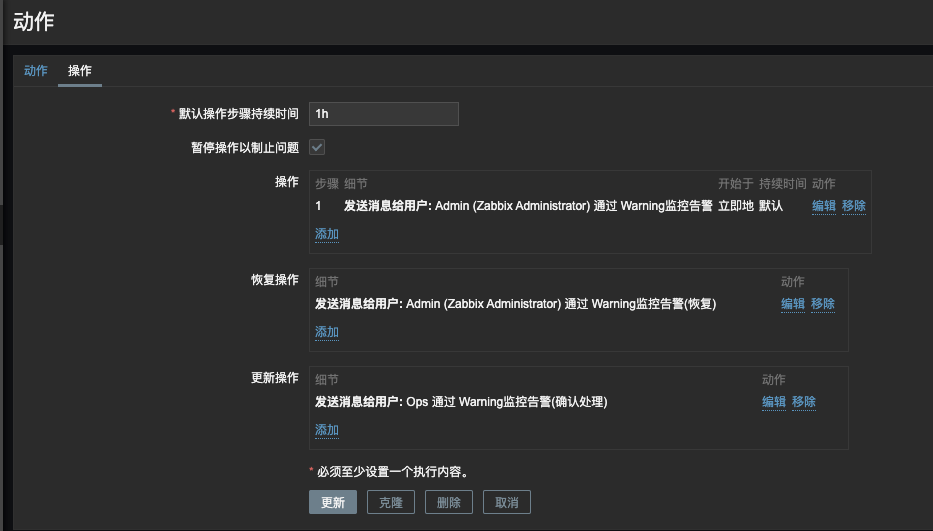 动作
动作 操作
* 默认操作步骤持续时间 1h
暂停操作以制止问题
操作 步骤 细节 开始于 持续时间 动作
1 发送消息给用户: Admin (Zabbix Administrator) 通过 Warning监控告警 立即地 默认 编辑 移除
添加
恢复操作 细节 动作
发送消息给用户: Admin (Zabbix Administrator) 通过 Warning监控告警(恢复) 编辑 移除
添加
更新操作 细节 动作
发送消息给用户: Ops 通过 Warning监控告警(确认处理) 编辑 移除
添加
* 必须至少设置一个执行内容。
更新 克隆 删除 取消